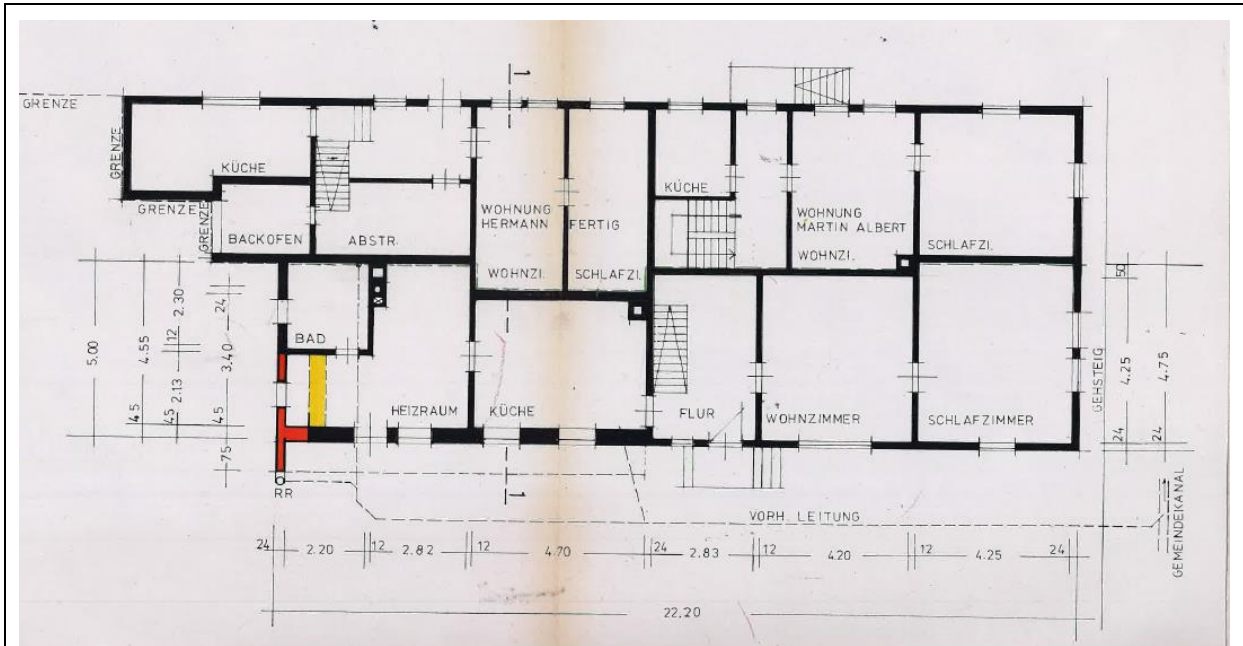 1
GRENZE
GRENZE
KÜCHE
GRENZE
GRENZE
BACKOFEN
ABSTR.
WOHNUNG
HERMANN
FERTIG
WOHNZI.
SCHLAFZI.
KÜCHE
WOHNUNG
MARTIN ALBERT
WOHNZI.
SCHLAFZI.
BAD
HEIZRAUM
KÜCHE
FLUR
WOHNZIMMER
SCHLAFZIMMER
5.00
4.55
45
2.30
12
2.13
45
24
3.40
45
75
RR
1
50
4.25
24
4.75
24
GEHSTEIG
GEMEINDEKANAL
VORH. LEITUNG
24 2.20 12 2.82 12 4.70 24 2.83 12 4.20 12 4.25 24
22.20